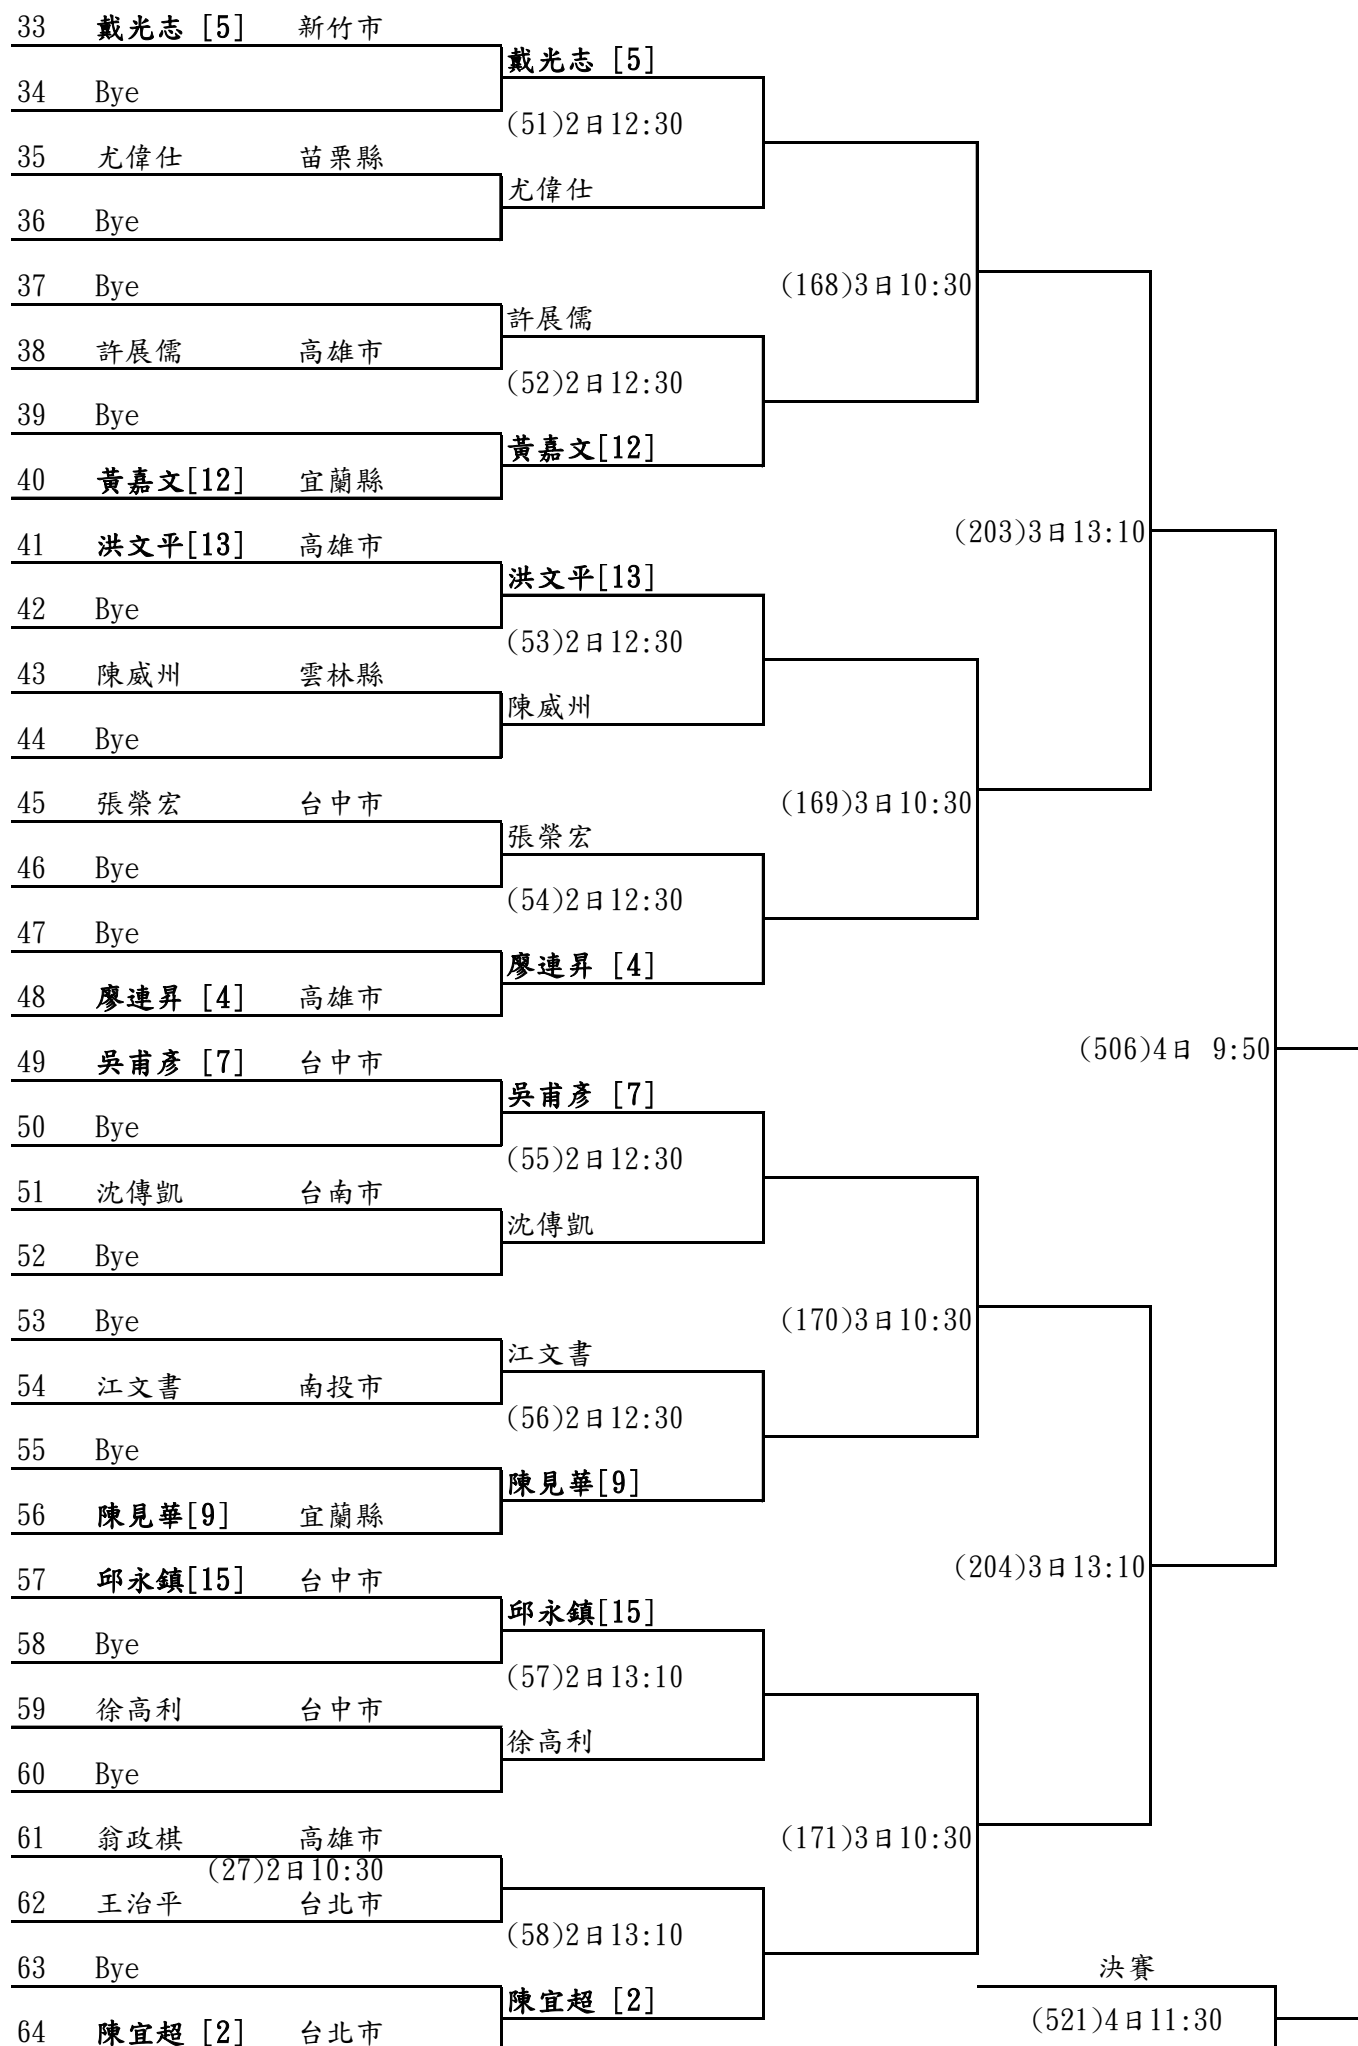 33 戴光志 [5] 新竹市
戴光志 [5]
34 Bye
(51)2日12:30
35 尤偉仕 苗栗縣
尤偉仕
36 Bye
37 Bye
(168)3日10:30
許展儒
38 許展儒 高雄市
(52)2日12:30
39 Bye
黃嘉文[12]
40 黃嘉文[12] 宜蘭縣
(203)3日13:10
41 洪文平[13] 高雄市
洪文平[13]
42 Bye
(53)2日12:30
43 陳威州 雲林縣
陳威州
44 Bye
45 張榮宏 台中市
(169)3日10:30
張榮宏
46 Bye
(54)2日12:30
47 Bye
廖連昇 [4]
48 廖連昇 [4] 高雄市
(506)4日 9:50
49 吳甫彥 [7] 台中市
吳甫彥 [7]
50 Bye
(55)2日12:30
51 沈傳凱 台南市
沈傳凱
52 Bye
53 Bye
(170)3日10:30
江文書
54 江文書 南投市
(56)2日12:30
55 Bye
陳見華[9]
56 陳見華[9] 宜蘭縣
(204)3日13:10
57 邱永鎮[15] 台中市
邱永鎮[15]
58 Bye
(57)2日13:10
59 徐高利 台中市
徐高利
60 Bye
61 翁政棋 高雄市
(171)3日10:30
(27)2日10:30
62 王治平 台北市
(58)2日13:10
63 Bye
決賽
陳宜超 [2]
(521)4日11:30
64 陳宜超 [2] 台北市